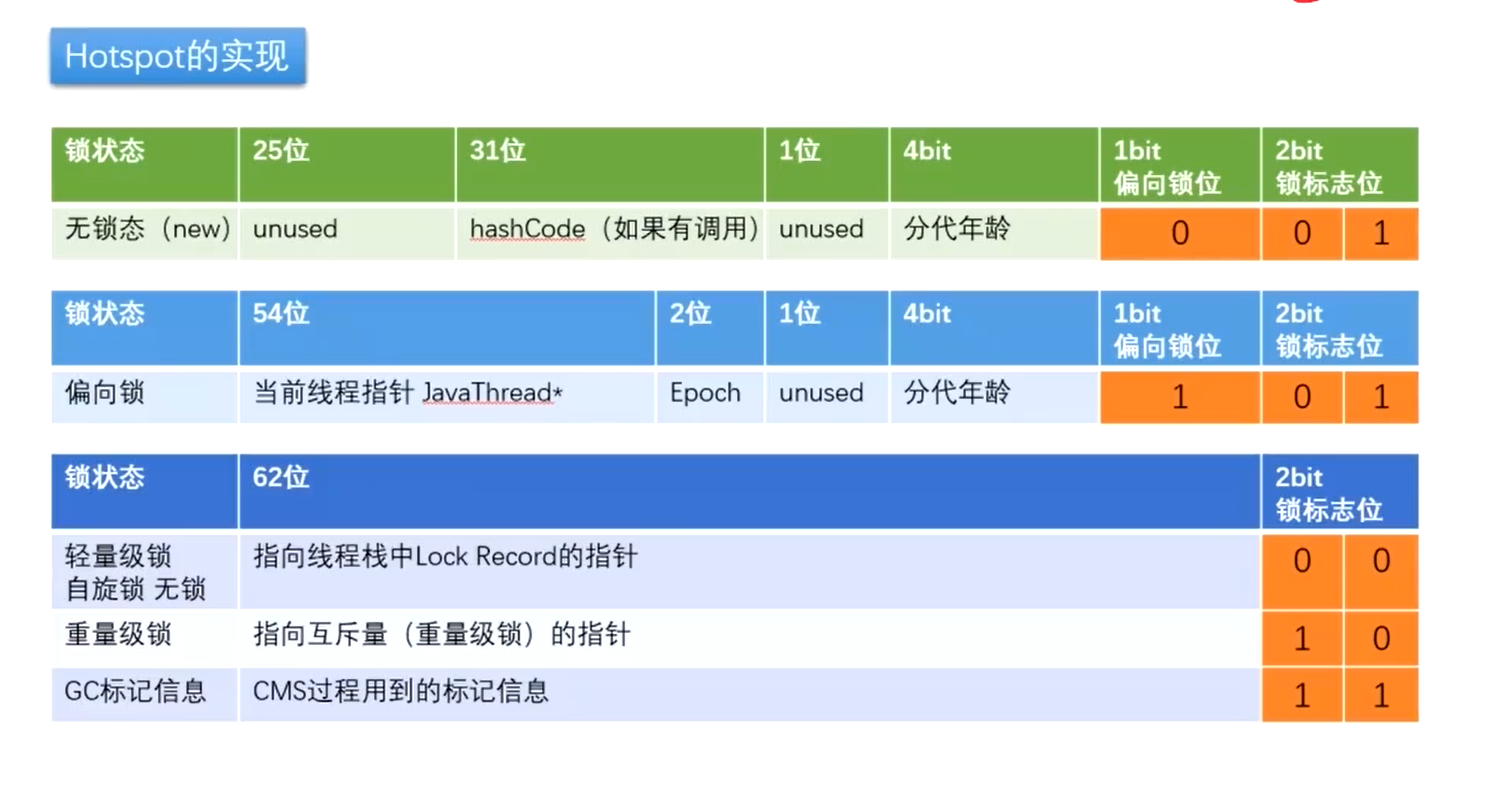 Hotspot的实现
锁状态 25位 31位 1位 4bit 1bit 2bit
偏向锁位 锁标志位
无锁态（new） unused hashCode（如果有调用） unused 分代年龄 0 0 1
锁状态 54位 2位 1位 4bit 1bit 2bit
偏向锁位 锁标志位
偏向锁 当前线程指针 JavaThread* Epoch unused 分代年龄 1 0 1
锁状态 62位 2bit
锁标志位
轻量级锁 指向线程栈中Lock Record的指针 0 0
自旋锁 无锁
重量级锁 指向互斥量（重量级锁）的指针 1 0
GC标记信息 CMS过程用到的标记信息 1 1